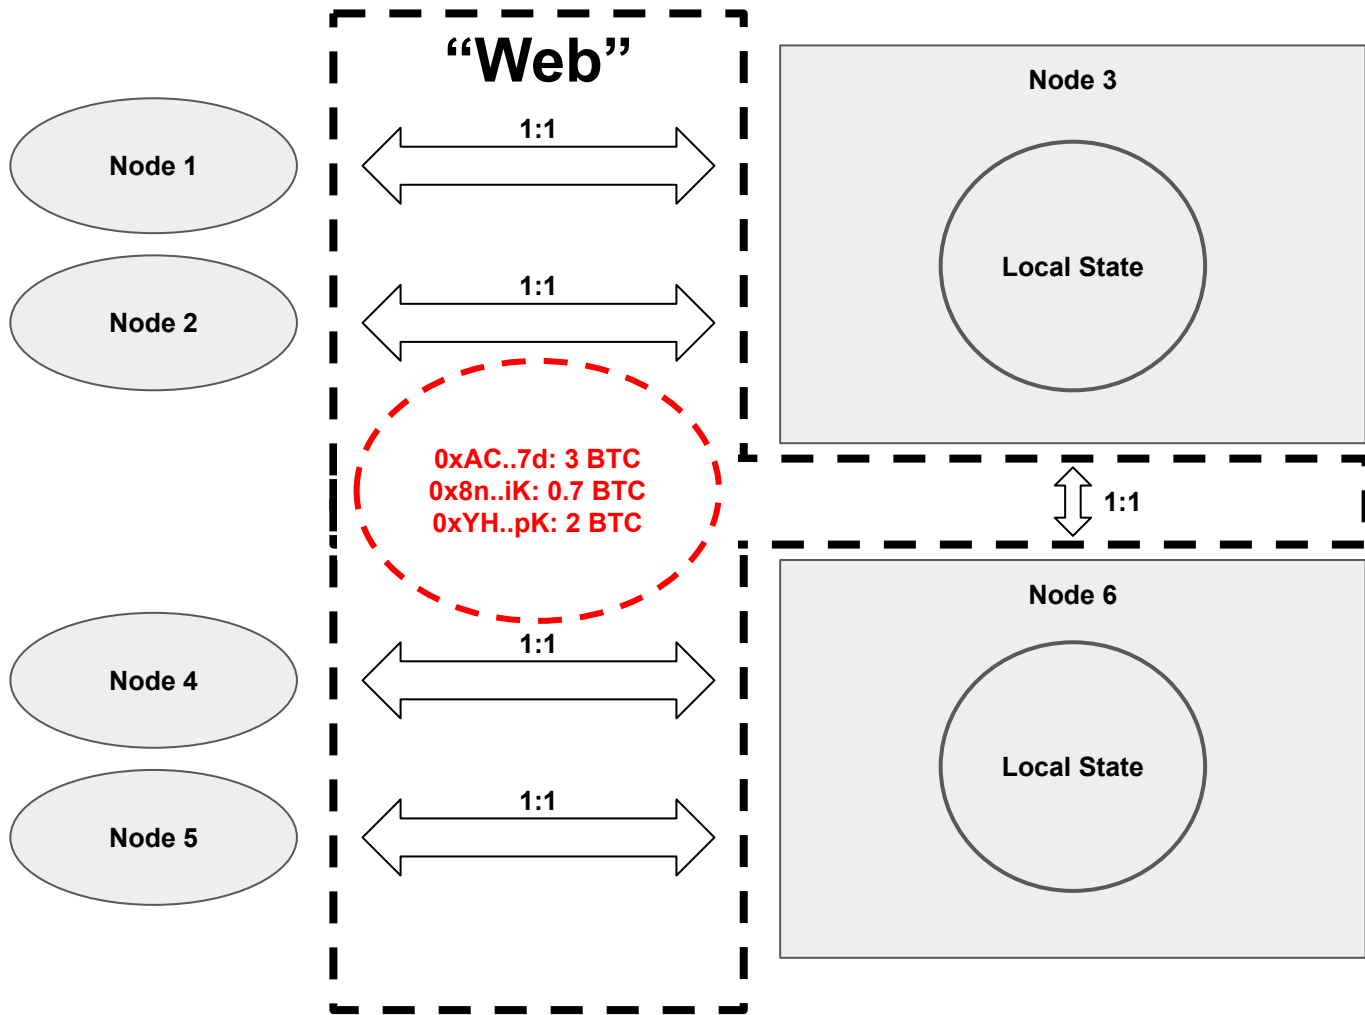 “Web”
Node 3
1:1
Node 1
Local State
1:1
Node 2
0xAC..7d: 3 BTC
0x8n..iK: 0.7 BTC
0xYH..pK: 2 BTC
1:1
Node 6
1:1
Node 4
Local State
1:1
Node 5